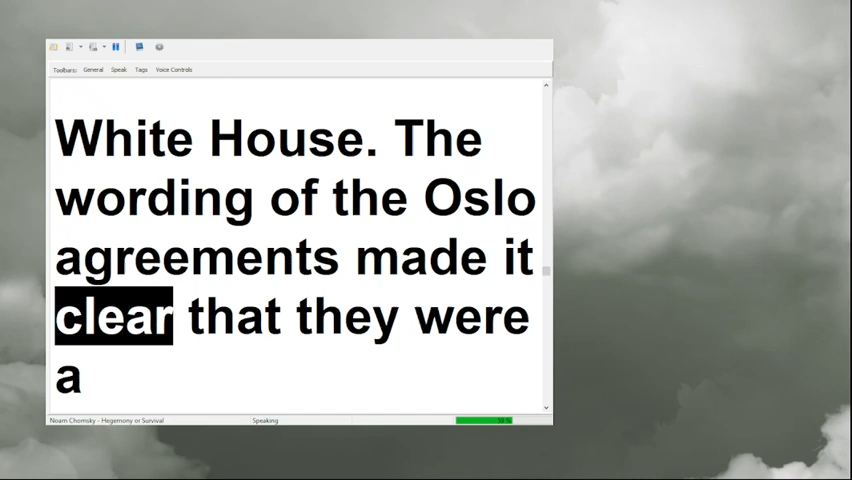 Toolbars: General Speak Tags Voice Controls
White House. The
wording of the Oslo
agreements made it
clear that they were
a
Noam Chomsky - Hegemony or Survival Speaking